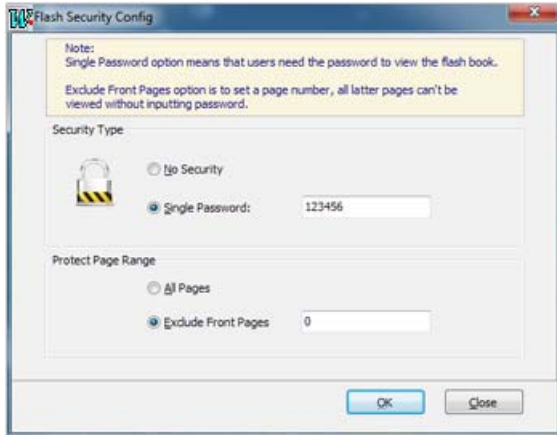 Flash Security Config
Note:
Single Password option means that users need the password to view the flash book.
Exclude Front Pages option is to set a page number, all latter pages can't be
viewed without inputting password.
Security Type
No Security
Single Password: 123456
Protect Page Range
All Pages
Exclude Front Pages 0
OK Close